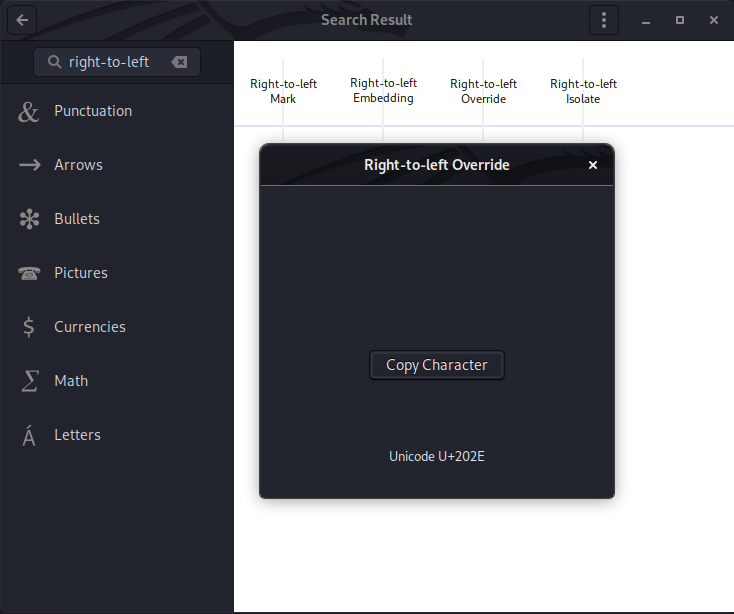 Search Result
right-to-left
Punctuation
Arrows
Bullets
Pictures
Currencies
Math
Letters
Right-to-left
Mark
Right-to-left
Embedding
Right-to-left
Override
Right-to-left
Isolate
Right-to-left Override
Copy Character
Unicode U+202E